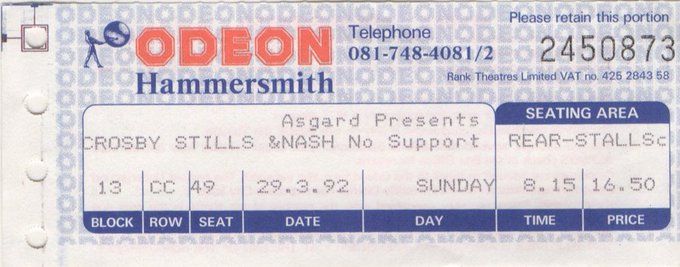 Please retain this portion
ODEON
Telephone
081-748-4081/2
2450873
Hammersmith
Rank Theatres Limited VAT no. 425 2843 58
Asgard Presents
SEATING AREA
CROSBY STILLS &NASH No Support
REAR-STALLSc
13 CC 49 29.3.92 SUNDAY 8.15 16.50
BLOCK ROW SEAT DATE DAY TIME PRICE